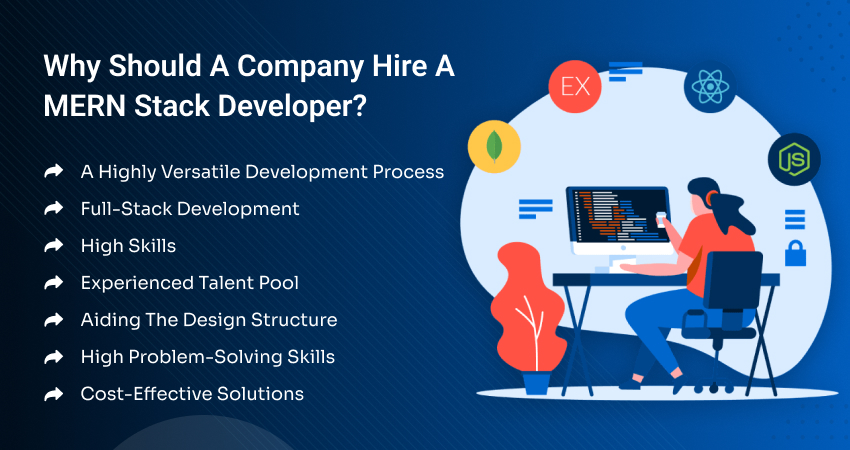 Why Should A Company Hire A
MERN Stack Developer?
A Highly Versatile Development Process
Full-Stack Development
High Skills
Experienced Talent Pool
Aiding The Design Structure
High Problem-Solving Skills
Cost-Effective Solutions
EX
JS